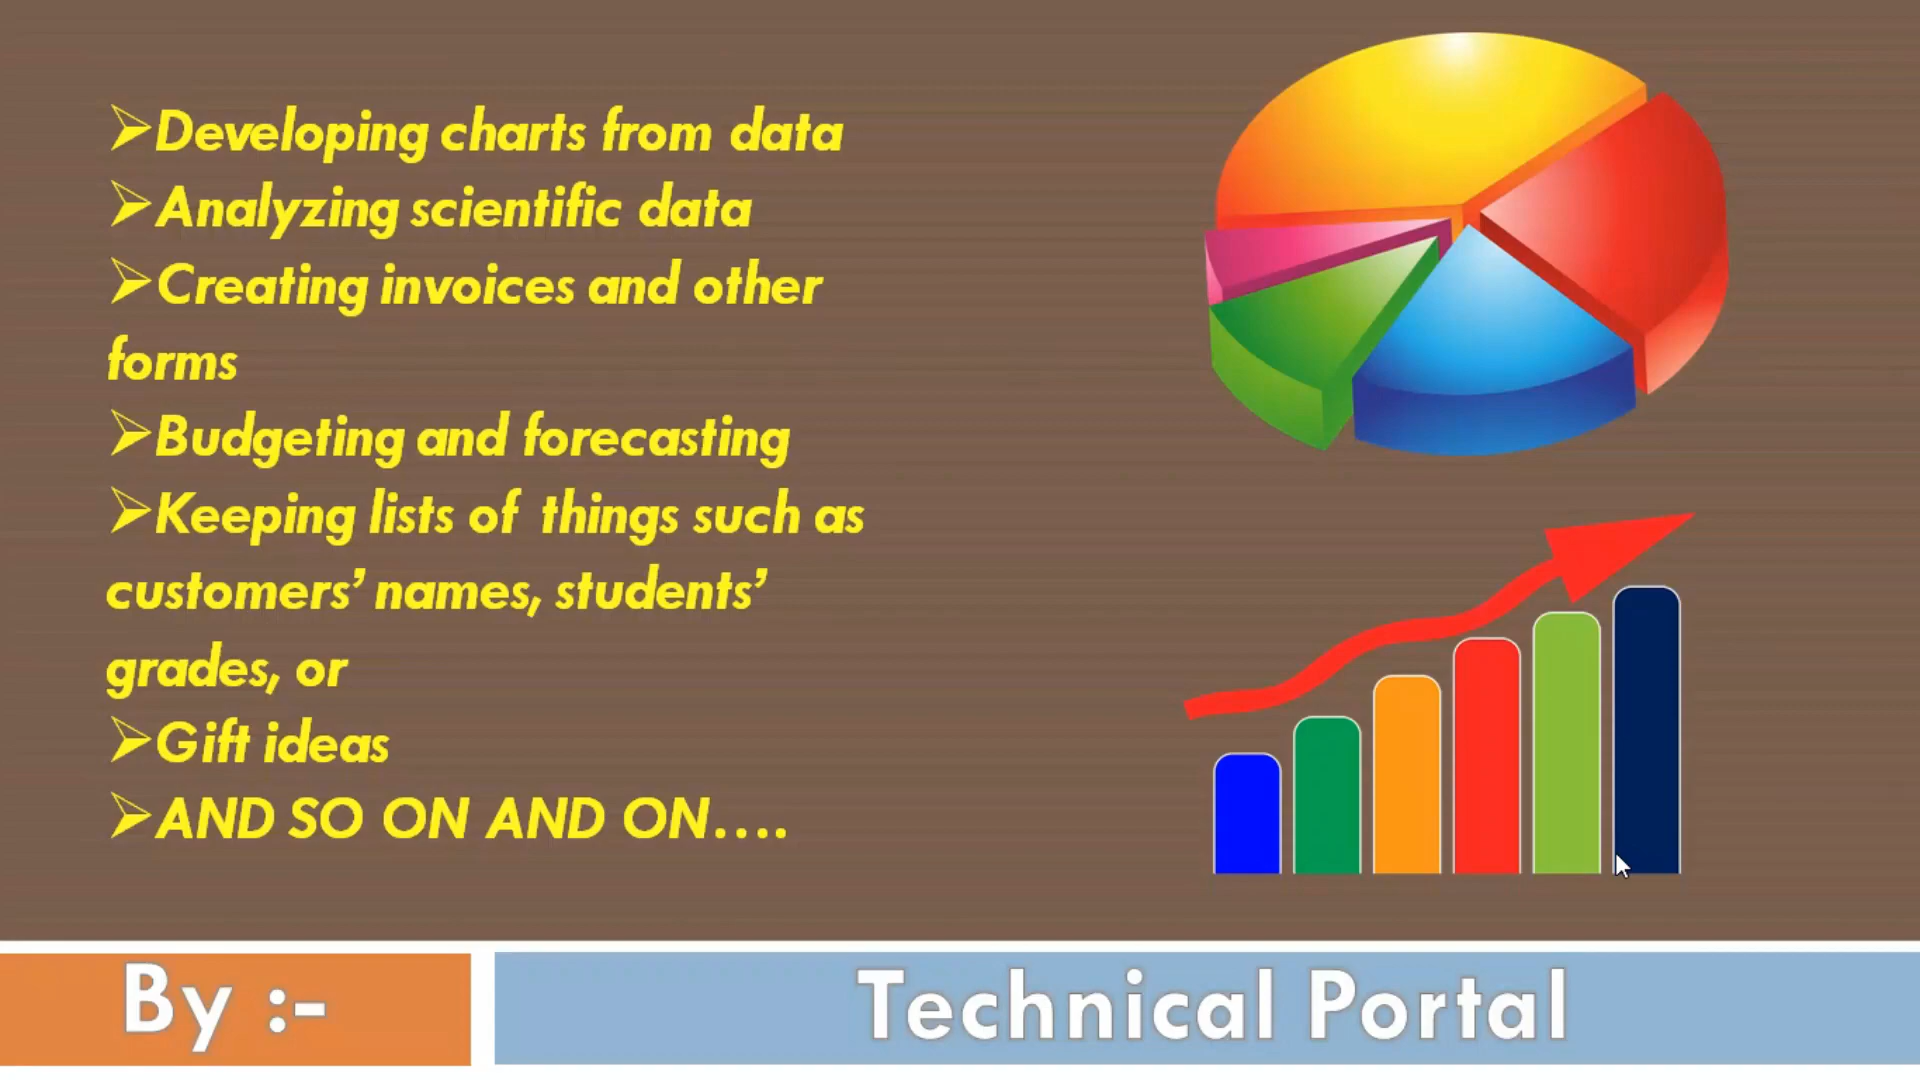 ➢Developing charts from data
➢Analyzing scientific data
➢Creating invoices and other
forms
➢Budgeting and forecasting
➢Keeping lists of things such as
customers’ names, students’
grades, or
➢Gift ideas
➢AND SO ON AND ON....
By :-
Technical Portal